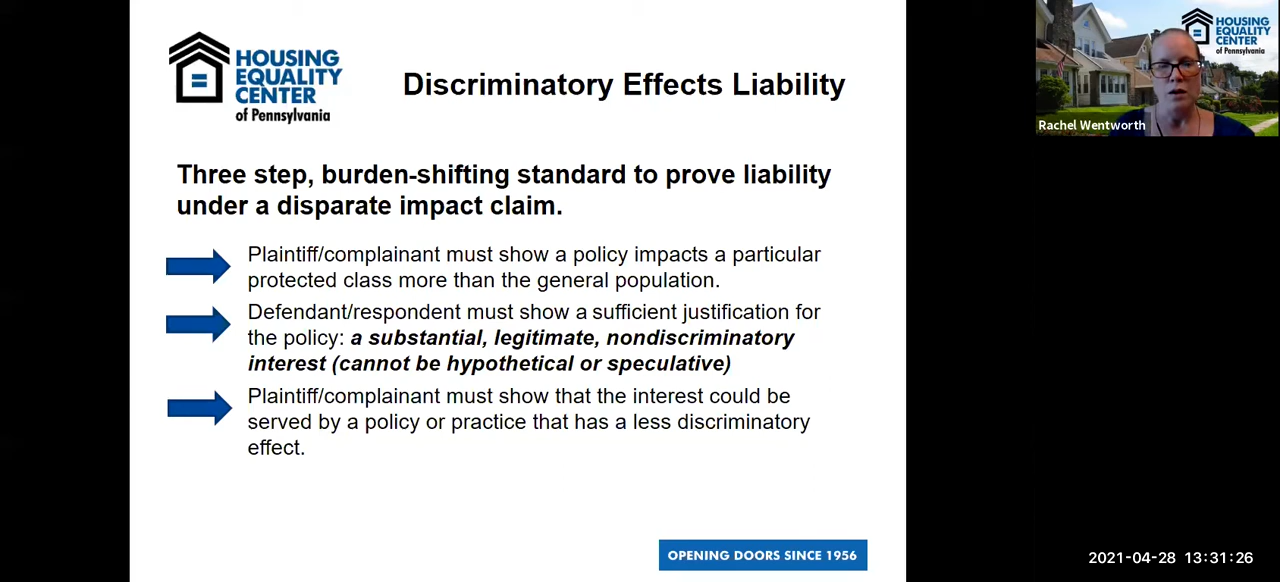 HOUSING
EQUALITY
CENTER
of Pennsylvania
Discriminatory Effects Liability
Three step, burden-shifting standard to prove liability
under a disparate impact claim.
Plaintiff/complainant must show a policy impacts a particular
protected class more than the general population.
Defendant/respondent must show a sufficient justification for
the policy: a substantial, legitimate, nondiscriminatory
interest (cannot be hypothetical or speculative)
Plaintiff/complainant must show that the interest could be
served by a policy or practice that has a less discriminatory
effect.
OPENING DOORS SINCE 1956
HOUSING
EQUALITY
CENTER
of Pennsylvania
Rachel Wentworth
2021-04-28 13:31:26